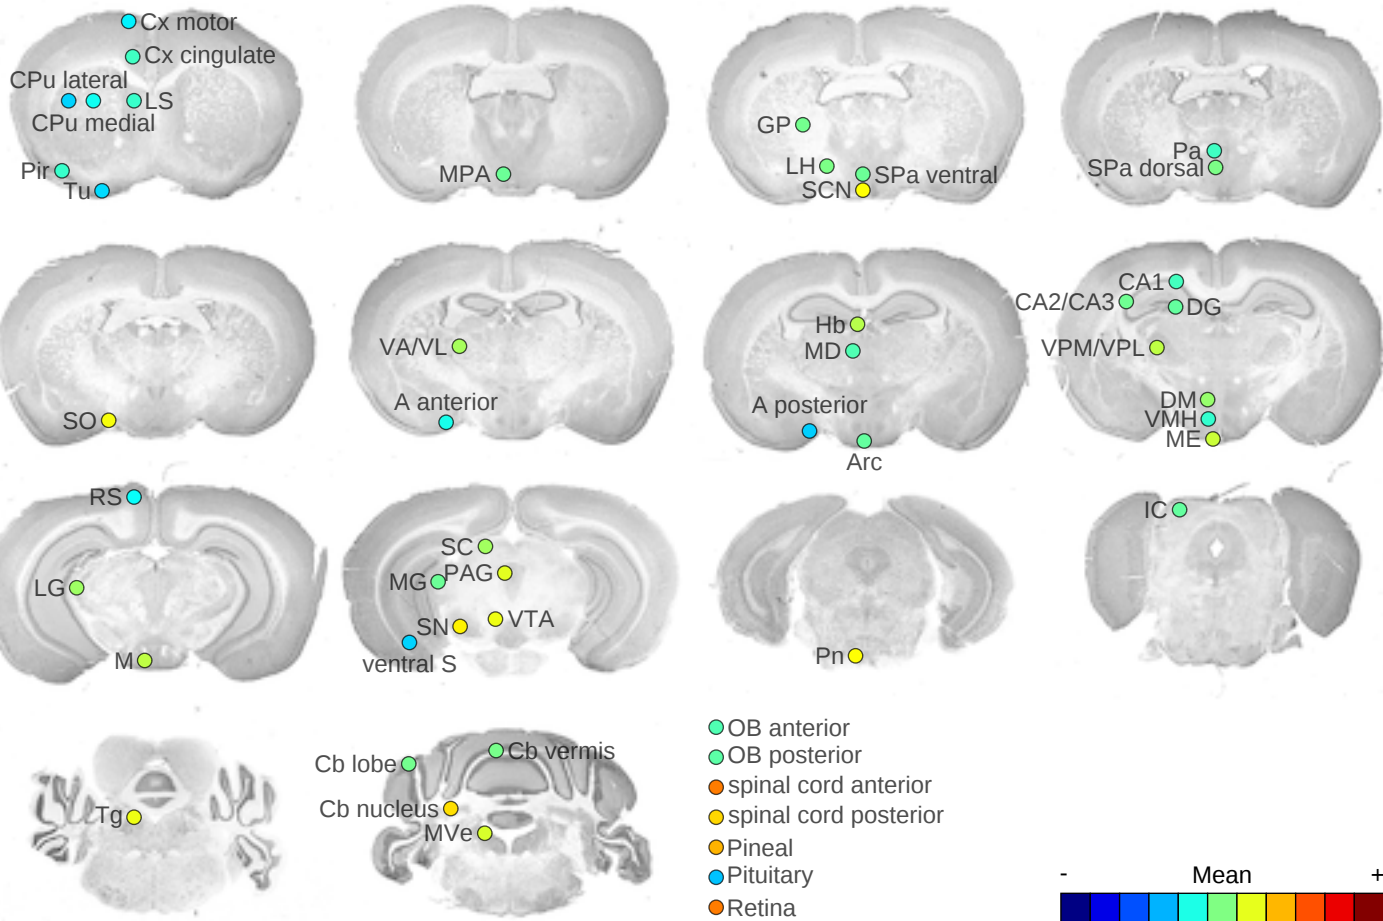 Cx motor
Cx cingulate
CPu lateral
LS
CPu medial
Pir
Tu
MPA
GP
LH
SPa ventral
SCN
Pa
SPa dorsal
SO
VA/VL
A anterior
Hb
MD
A posterior
Arc
CA1
CA2/CA3
DG
VPM/VPL
DM
VMH
ME
RS
LG
M
SC
PAG
MG
VTA
SN
ventral S
Pn
IC
Tg
Cb vermis
Cb lobe
Cb nucleus
MVe
OB anterior
OB posterior
spinal cord anterior
spinal cord posterior
Pineal
Pituitary
Retina
- Mean +